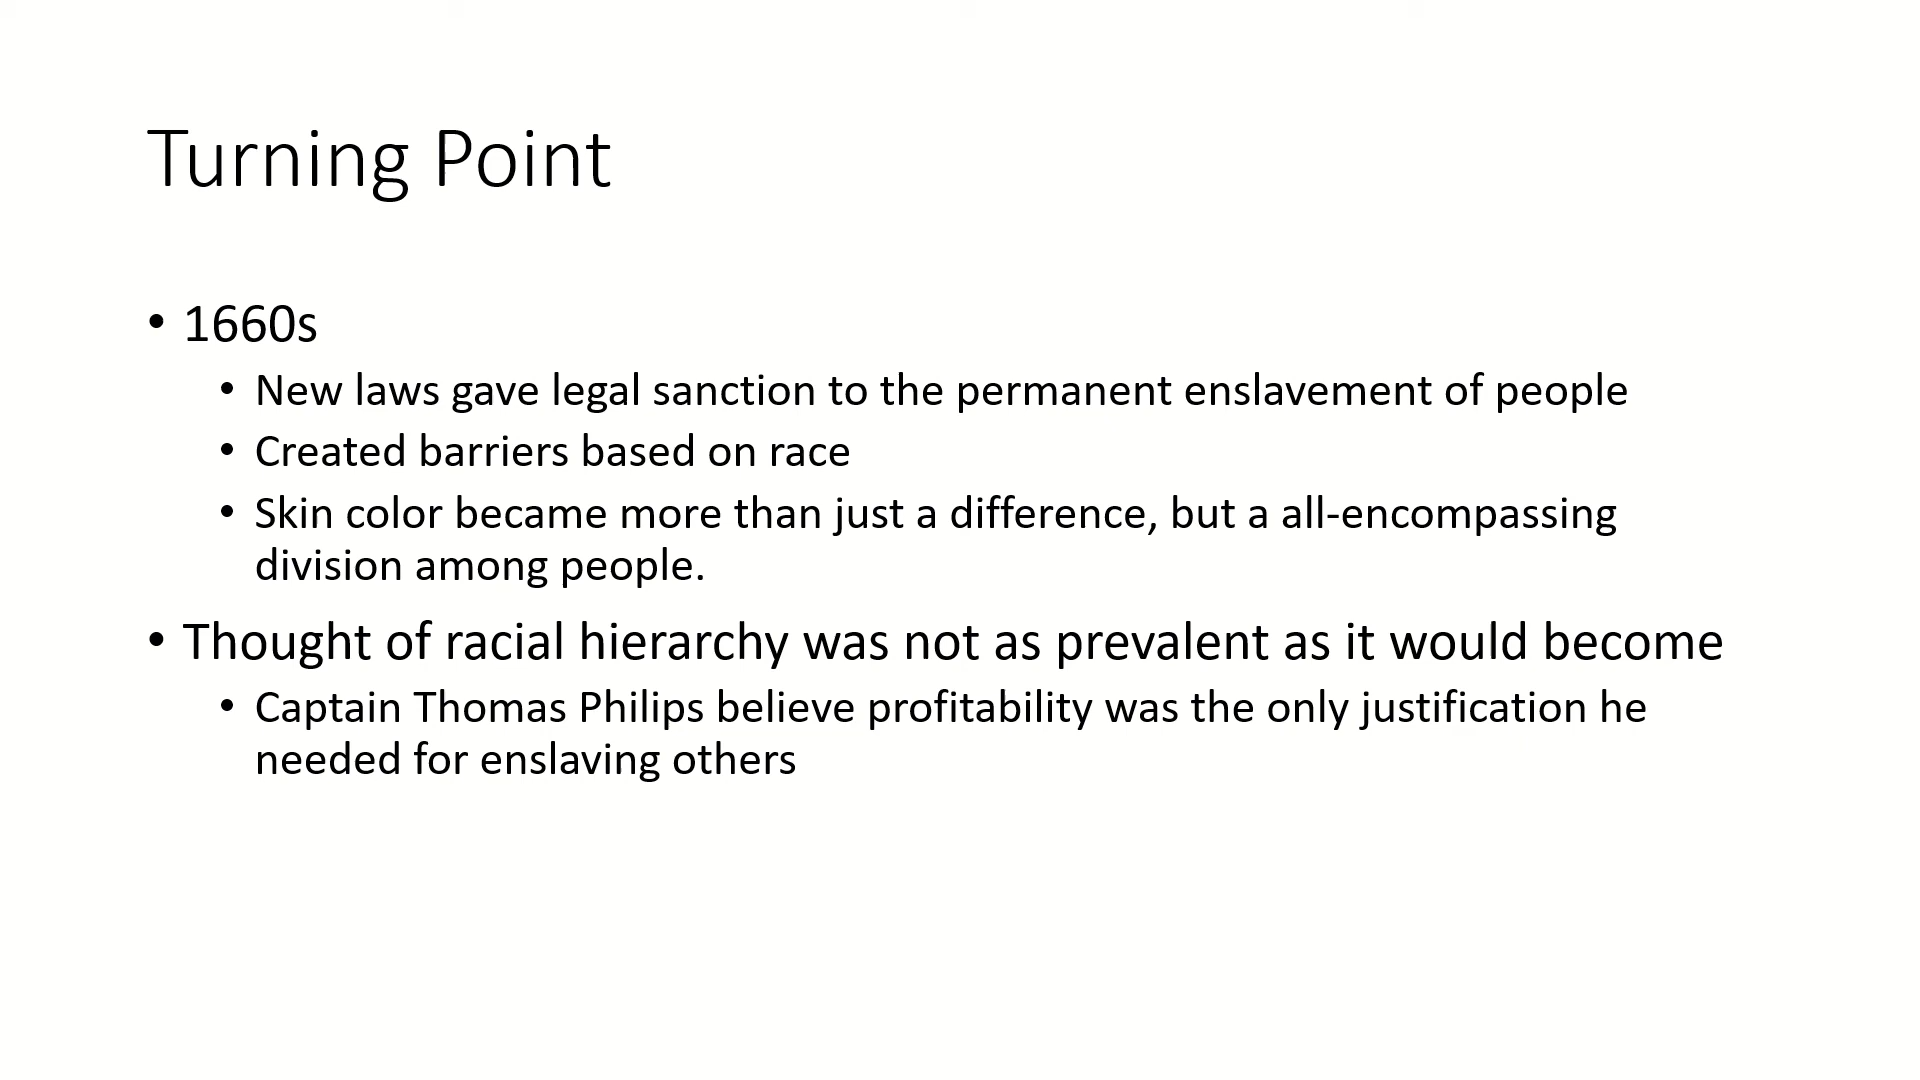 Turning Point
• 1660s
• New laws gave legal sanction to the permanent enslavement of people
• Created barriers based on race
• Skin color became more than just a difference, but a all-encompassing
division among people.
• Thought of racial hierarchy was not as prevalent as it would become
• Captain Thomas Philips believe profitability was the only justification he
needed for enslaving others